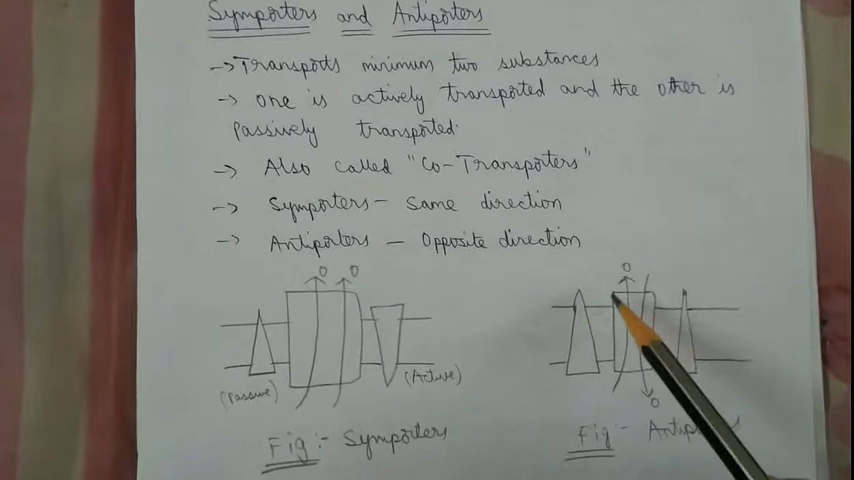 Symporters and Antiporters
-> Transports minimum two substances
-> one is actively transported and the other is
passively transported.
-> Also called "Co-Transporters"
-> Symporters - Same direction
-> Antiporters - Opposite direction
(Passive)
(Active)
Fig :- Symporters
Fig :-